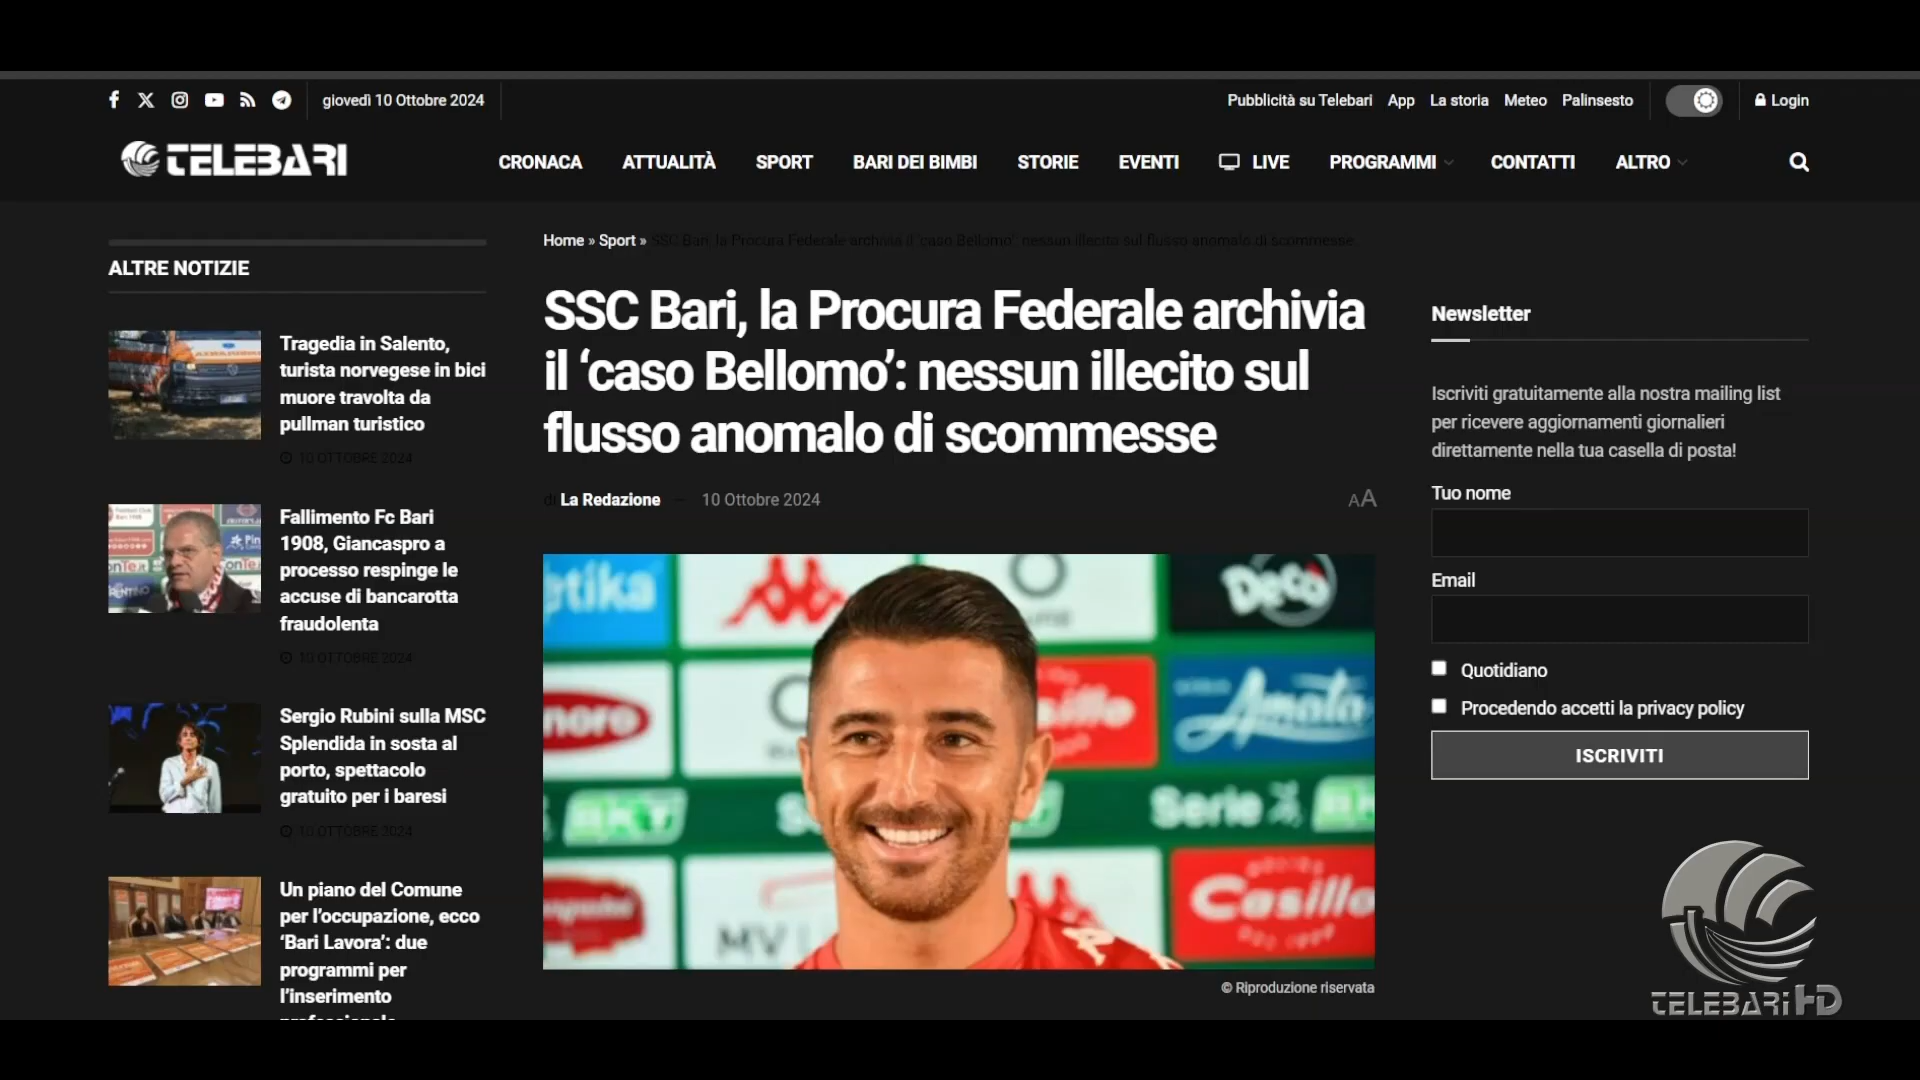 giovedì 10 Ottobre 2024
Pubblicità su Telebari App La storia Meteo Palinsesto
Login
TELEBARI
CRONACA ATTUALITÀ SPORT BARI DEI BIMBI STORIE EVENTI LIVE PROGRAMMI CONTATTI ALTRO
ALTRE NOTIZIE
Tragedia in Salento,
turista norvegese in bici
muore travolta da
pullman turistico
10 OTTOBRE 2024
Fallimento Fc Bari
1908, Giancaspro a
processo respinge le
accuse di bancarotta
fraudolenta
10 OTTOBRE 2024
Sergio Rubini sulla MSC
Splendida in sosta al
porto, spettacolo
gratuito per i baresi
10 OTTOBRE 2024
Un piano del Comune
per l'occupazione, ecco
'Bari Lavora': due
programmi per
l'inserimento
Home » Sport » SSC Bari, la Procura Federale archivia il 'caso Bellomo': nessun illecito sul flusso anomalo di scommesse
SSC Bari, la Procura Federale archivia
il 'caso Bellomo': nessun illecito sul
flusso anomalo di scommesse
di La Redazione — 10 Ottobre 2024
AA
Deco
Amata
Serie
Casillo
© Riproduzione riservata
Newsletter
Iscriviti gratuitamente alla nostra mailing list
per ricevere aggiornamenti giornalieri
direttamente nella tua casella di posta!
Tuo nome
Email
Quotidiano
Procedendo accetti la privacy policy
ISCRIVITI
TELEBARI HD